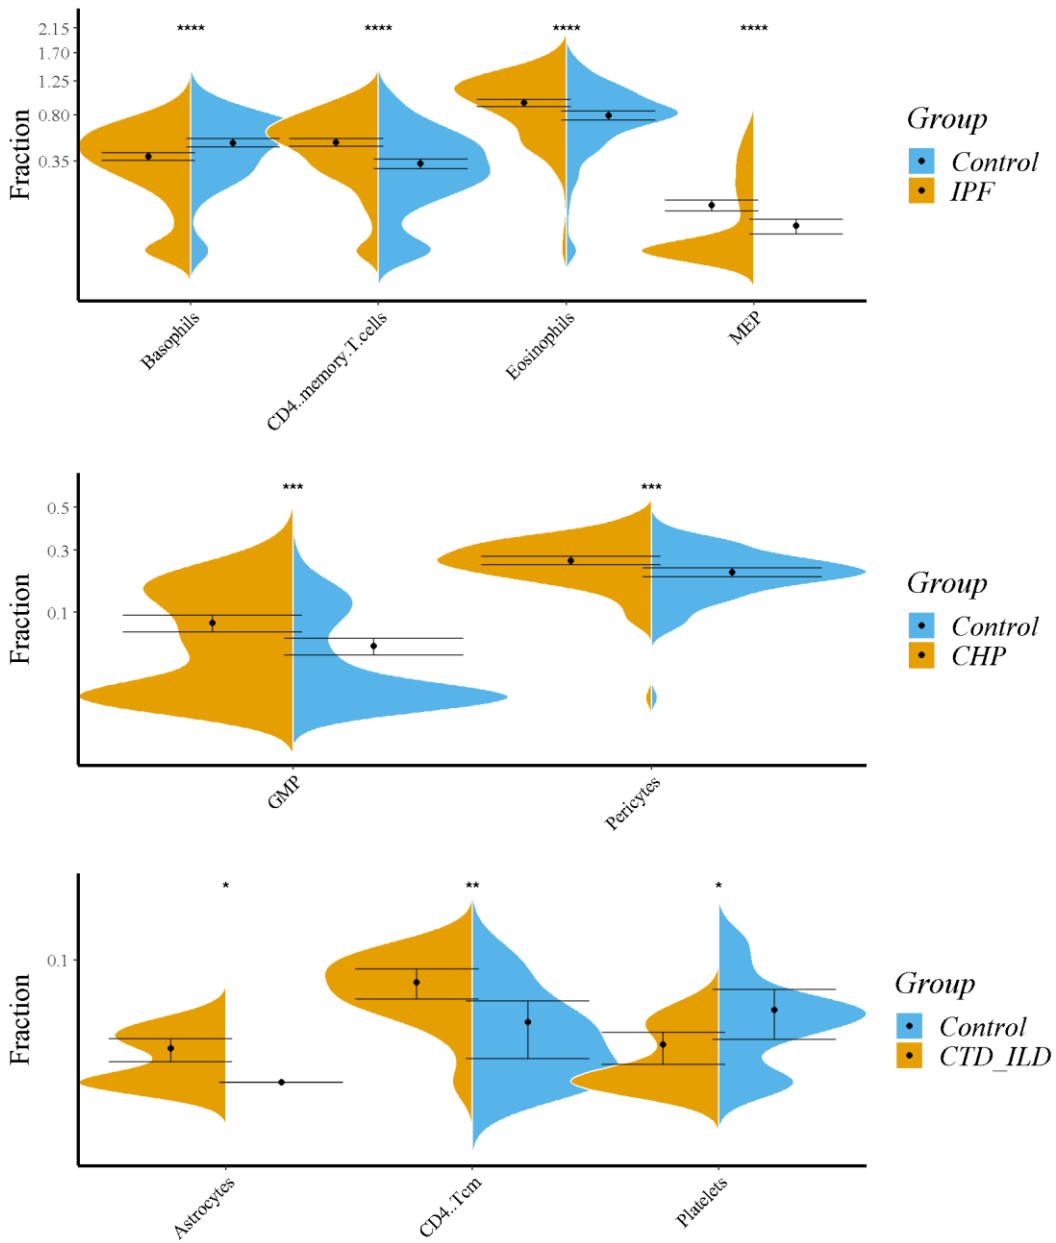 ****
****
****
****
2.15
1.70
1.25
0.80
0.35
Fraction
Group
Control
IPF
Basophils
CD4..memory.T.cells
Eosinophils
MEP
***
***
0.5
0.3
0.1
Fraction
Group
Control
CHP
GMP
Pericytes
*
**
*
0.1
Fraction
Group
Control
CTD_ILD
Astrocytes
CD4..Tcm
Platelets